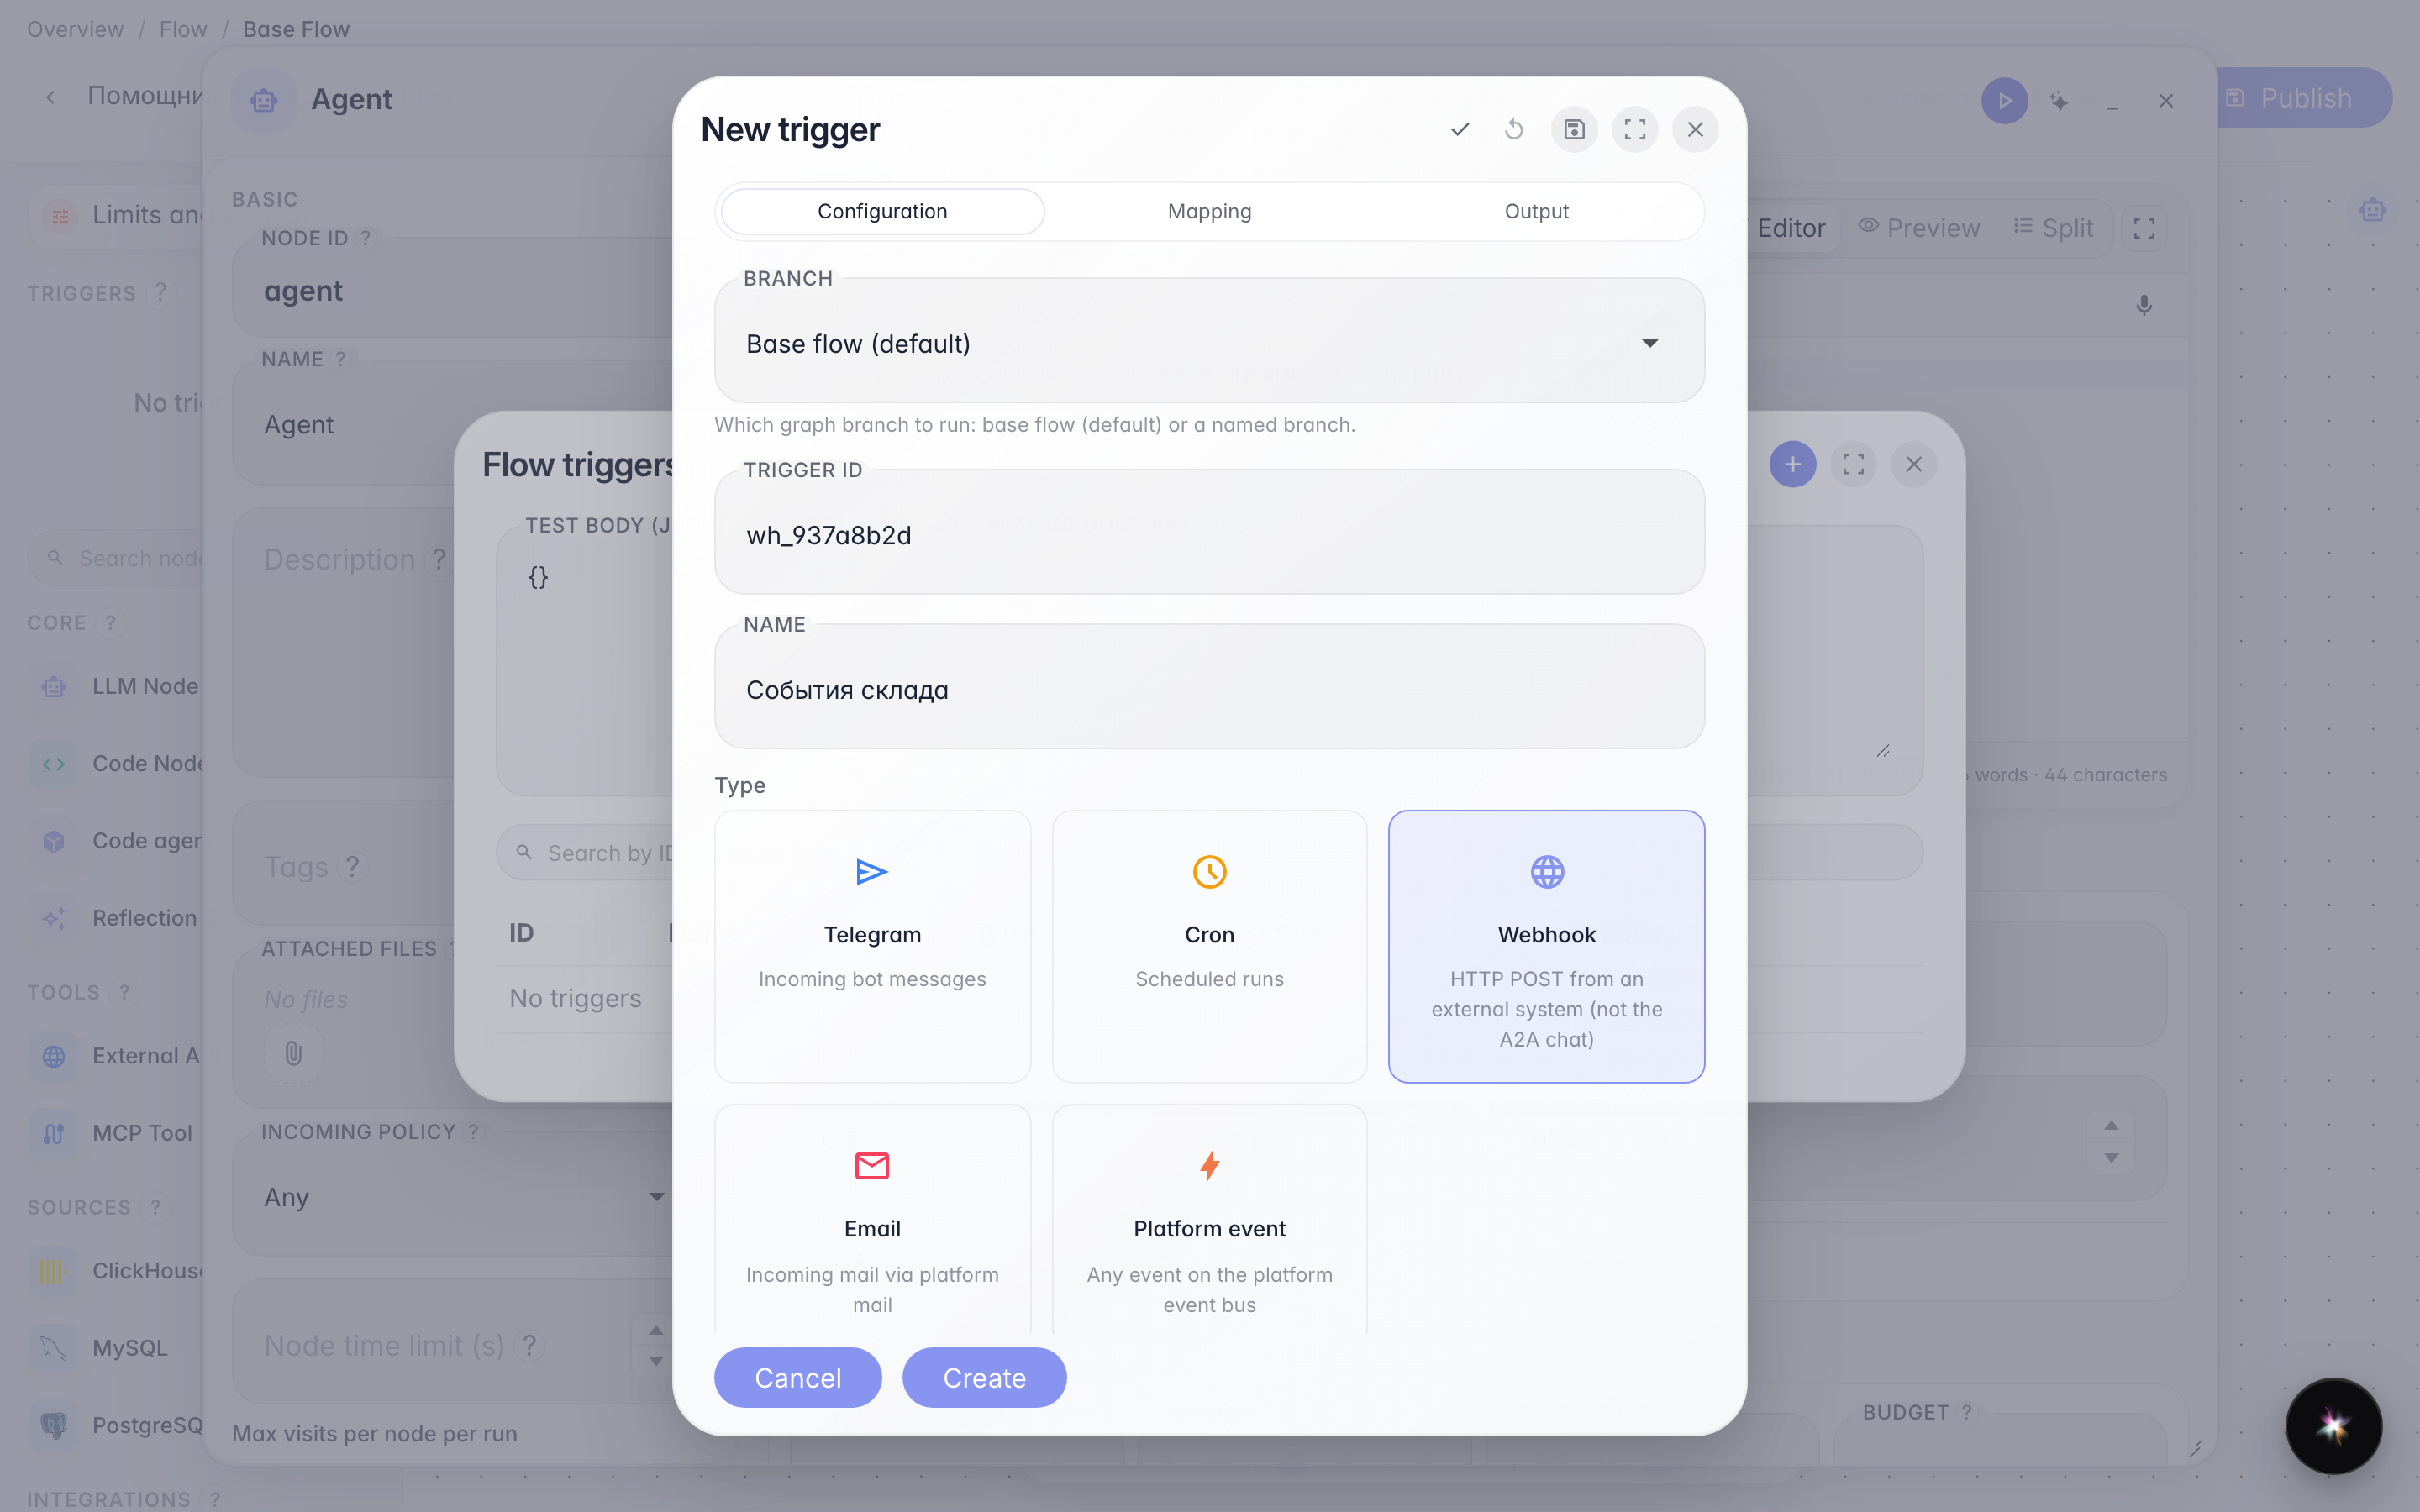 Overview / Flow / Base Flow
Помощни
Agent
Publish
New trigger
Configuration
Mapping
Output
BASIC
Limits and
NODE ID ?
agent
TRIGGERS ?
NAME ?
Agent
No tri
Editor
Preview
Split
BRANCH
Base flow (default)
Which graph branch to run: base flow (default) or a named branch.
Flow triggers
TRIGGER ID
wh_937a8b2d
TEST BODY (J
{}
Description ?
Search node
CORE ?
NAME
События склада
LLM Node
Code Node
Code agen
Reflection
words · 44 characters
Type
Telegram
Incoming bot messages
Cron
Scheduled runs
Webhook
HTTP POST from an
external system (not the
A2A chat)
Search by ID
Tags ?
ID
No triggers
ATTACHED FILES ?
No files
TOOLS ?
External A
MCP Tool
INCOMING POLICY ?
Any
SOURCES ?
ClickHouse
MySQL
PostgreSQ
Email
Incoming mail via platform
mail
Platform event
Any event on the platform
event bus
Node time limit (s) ?
Cancel
Create
Max visits per node per run
BUDGET ?
INTEGRATIONS ?